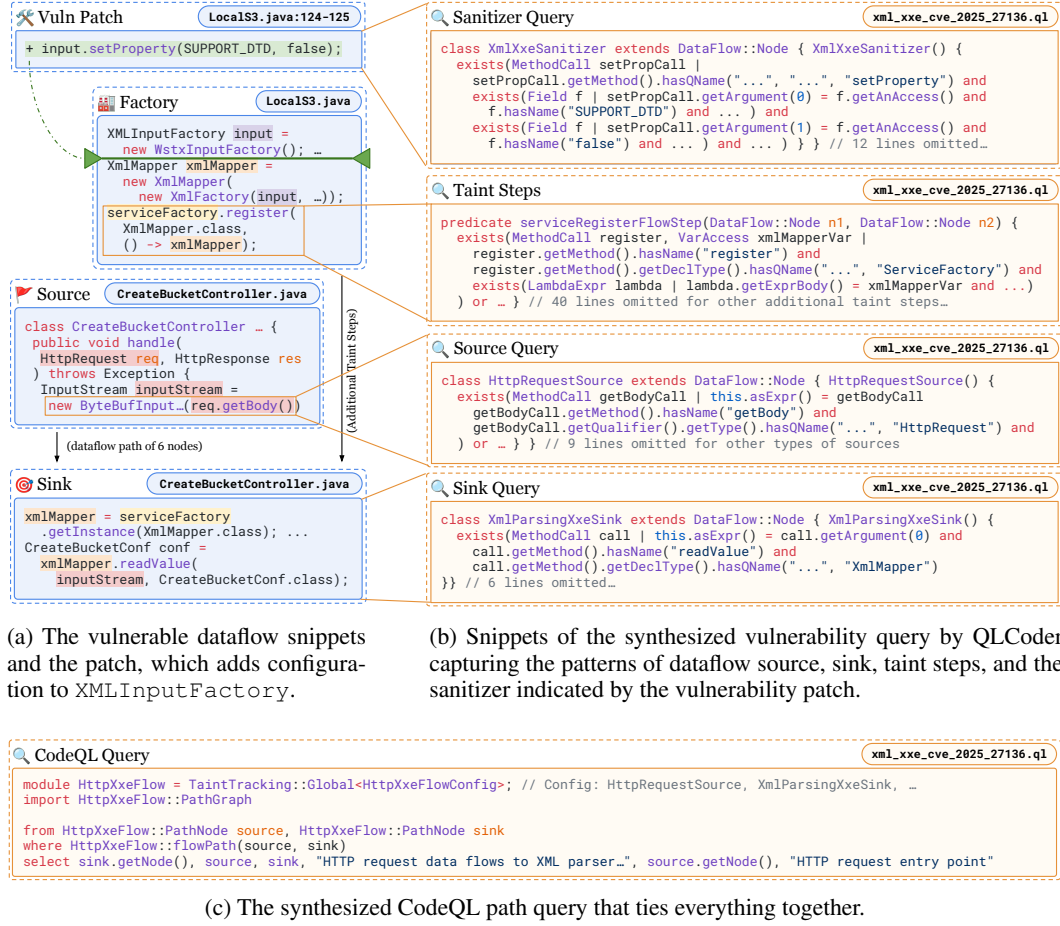 Vuln Patch
LocalS3.java:124-125
+ input.setProperty(SUPPORT_DTD, false);
Factory
LocalS3.java
XMLInputFactory input =
new WstxInputFactory(); …
XmlMapper xmlMapper =
new XmlMapper(
new XmlFactory(input, …));
serviceFactory.register(
XmlMapper.class,
() -> xmlMapper);
Source
CreateBucketController.java
class CreateBucketController … {
public void handle(
HttpRequest req, HttpResponse res
) throws Exception {
InputStream inputStream =
new ByteBufInput…(req.getBody())
(Additional Taint Steps)
(dataflow path of 6 nodes)
Sink
CreateBucketController.java
xmlMapper = serviceFactory
.getInstance(XmlMapper.class); ...
CreateBucketConf conf =
xmlMapper.readValue(
inputStream, CreateBucketConf.class);
(a) The vulnerable dataflow snippets
and the patch, which adds configura-
tion to XMLInputFactory.
Sanitizer Query
xml_xxe_cve_2025_27136.ql
class XmlXxeSanitizer extends DataFlow::Node { XmlXxeSanitizer() {
exists(MethodCall setPropCall |
setPropCall.getMethod().hasQName("...", "...", "setProperty") and
exists(Field f | setPropCall.getArgument(0) = f.getAnAccess() and
f.hasName("SUPPORT_DTD") and ... ) and
exists(Field f | setPropCall.getArgument(1) = f.getAnAccess() and
f.hasName("false") and ... ) and ... ) } } // 12 lines omitted…
Taint Steps
xml_xxe_cve_2025_27136.ql
predicate serviceRegisterFlowStep(DataFlow::Node n1, DataFlow::Node n2) {
exists(MethodCall register, VarAccess xmlMapperVar |
register.getMethod().hasName("register") and
register.getMethod().getDeclType().hasQName("...", "ServiceFactory") and
exists(LambdaExpr lambda | lambda.getExprBody() = xmlMapperVar and ...)
) or … } // 40 lines omitted for other additional taint steps…
Source Query
xml_xxe_cve_2025_27136.ql
class HttpRequestSource extends DataFlow::Node { HttpRequestSource() {
exists(MethodCall getBodyCall | this.asExpr() = getBodyCall
getBodyCall.getMethod().hasName("getBody") and
getBodyCall.getQualifier().getType().hasQName("...", "HttpRequest") and
) or … } } // 9 lines omitted for other types of sources
Sink Query
xml_xxe_cve_2025_27136.ql
class XmlParsingXxeSink extends DataFlow::Node { XmlParsingXxeSink() {
exists(MethodCall call | this.asExpr() = call.getArgument(0) and
call.getMethod().hasName("readValue") and
call.getMethod().getDeclType().hasQName("...", "XmlMapper")
}} // 6 lines omitted…
(b) Snippets of the synthesized vulnerability query by QLCoder
capturing the patterns of dataflow source, sink, taint steps, and the
sanitizer indicated by the vulnerability patch.
CodeQL Query
xml_xxe_cve_2025_27136.ql
module HttpXxeFlow = TaintTracking::Global<HttpXxeFlowConfig>; // Config: HttpRequestSource, XmlParsingXxeSink, …
import HttpXxeFlow::PathGraph
from HttpXxeFlow::PathNode source, HttpXxeFlow::PathNode sink
where HttpXxeFlow::flowPath(source, sink)
select sink.getNode(), source, sink, "HTTP request data flows to XML parser…", source.getNode(), "HTTP request entry point"
(c) The synthesized CodeQL path query that ties everything together.